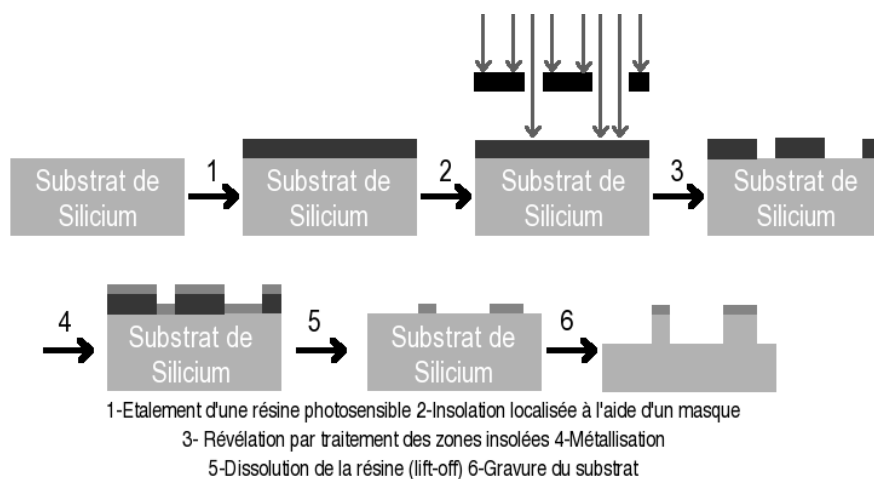 Substrat de
Silicium
1
Substrat de
Silicium
2
Substrat de
Silicium
3
Substrat de
Silicium
4
Substrat de
Silicium
5
Substrat de
Silicium
6
1-Etalement d'une résine photosensible 2-Insolation localisée à l'aide d'un masque
3- Révélation par traitement des zones insolées 4-Métallisation
5-Dissolution de la résine (lift-off) 6-Gravure du substrat